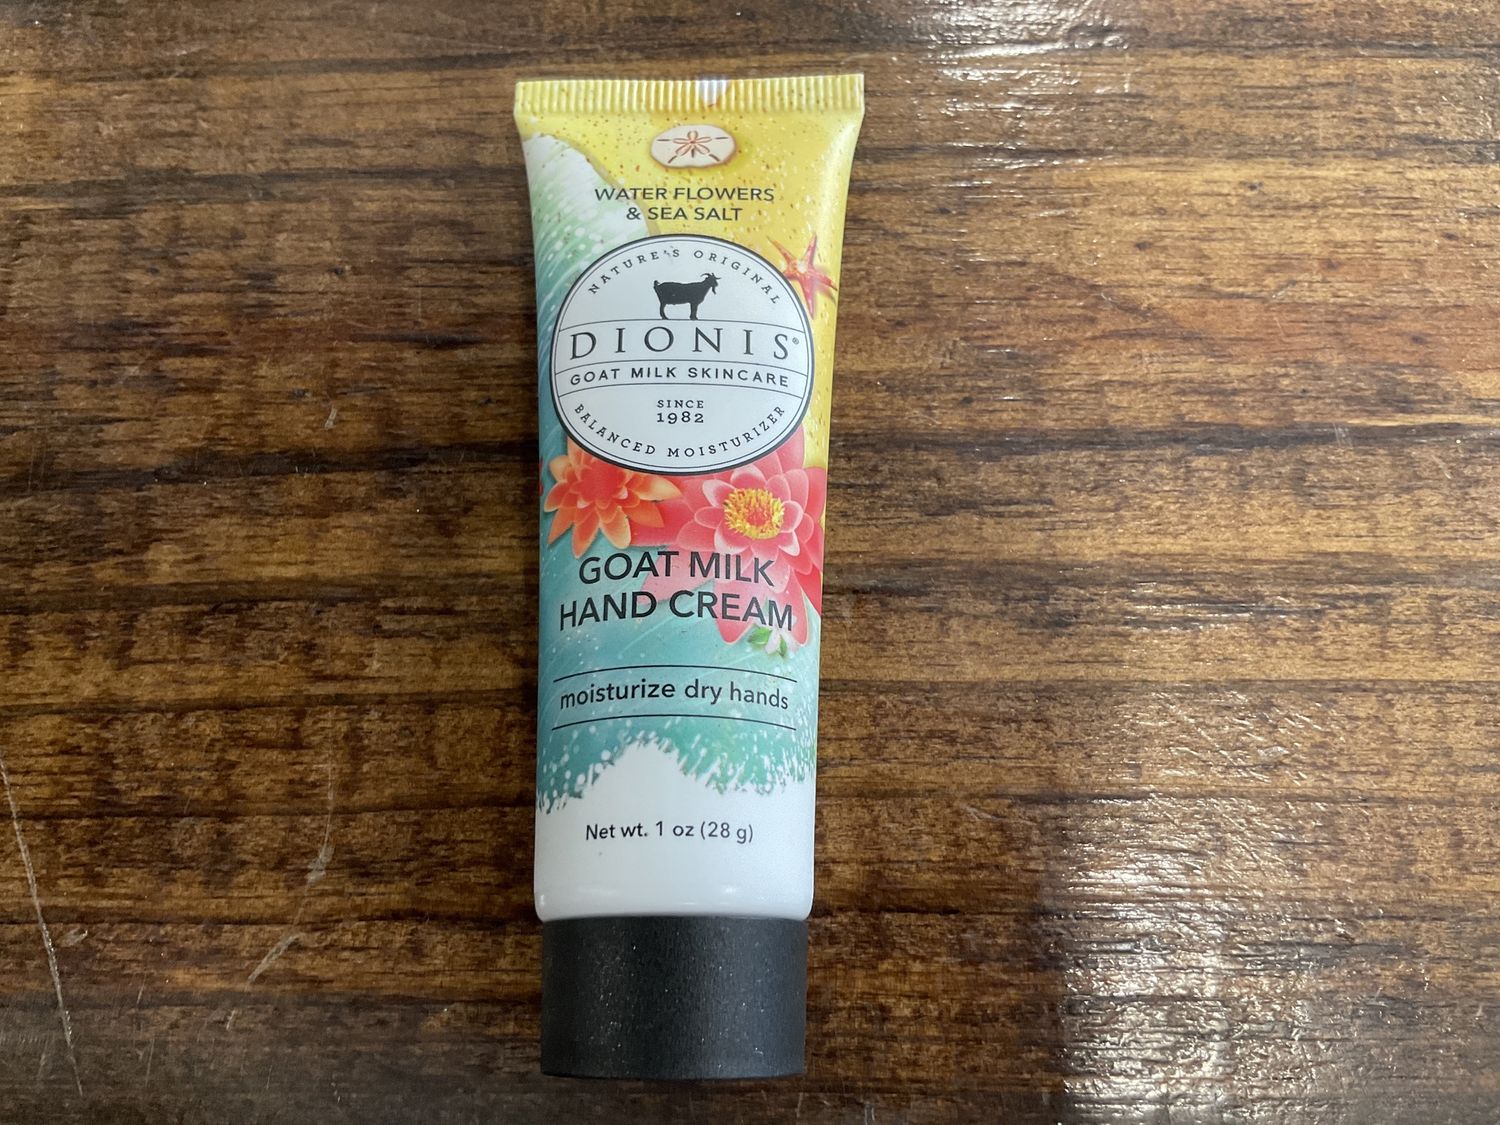 WATER FLOWERS
& SEA SALT
NATURE'S ORIGINAL
DIONIS®
GOAT MILK SKINCARE
SINCE
1982
BALANCED MOISTURIZER
GOAT MILK
HAND CREAM
moisturize dry hands
Net wt. 1 oz (28 g)